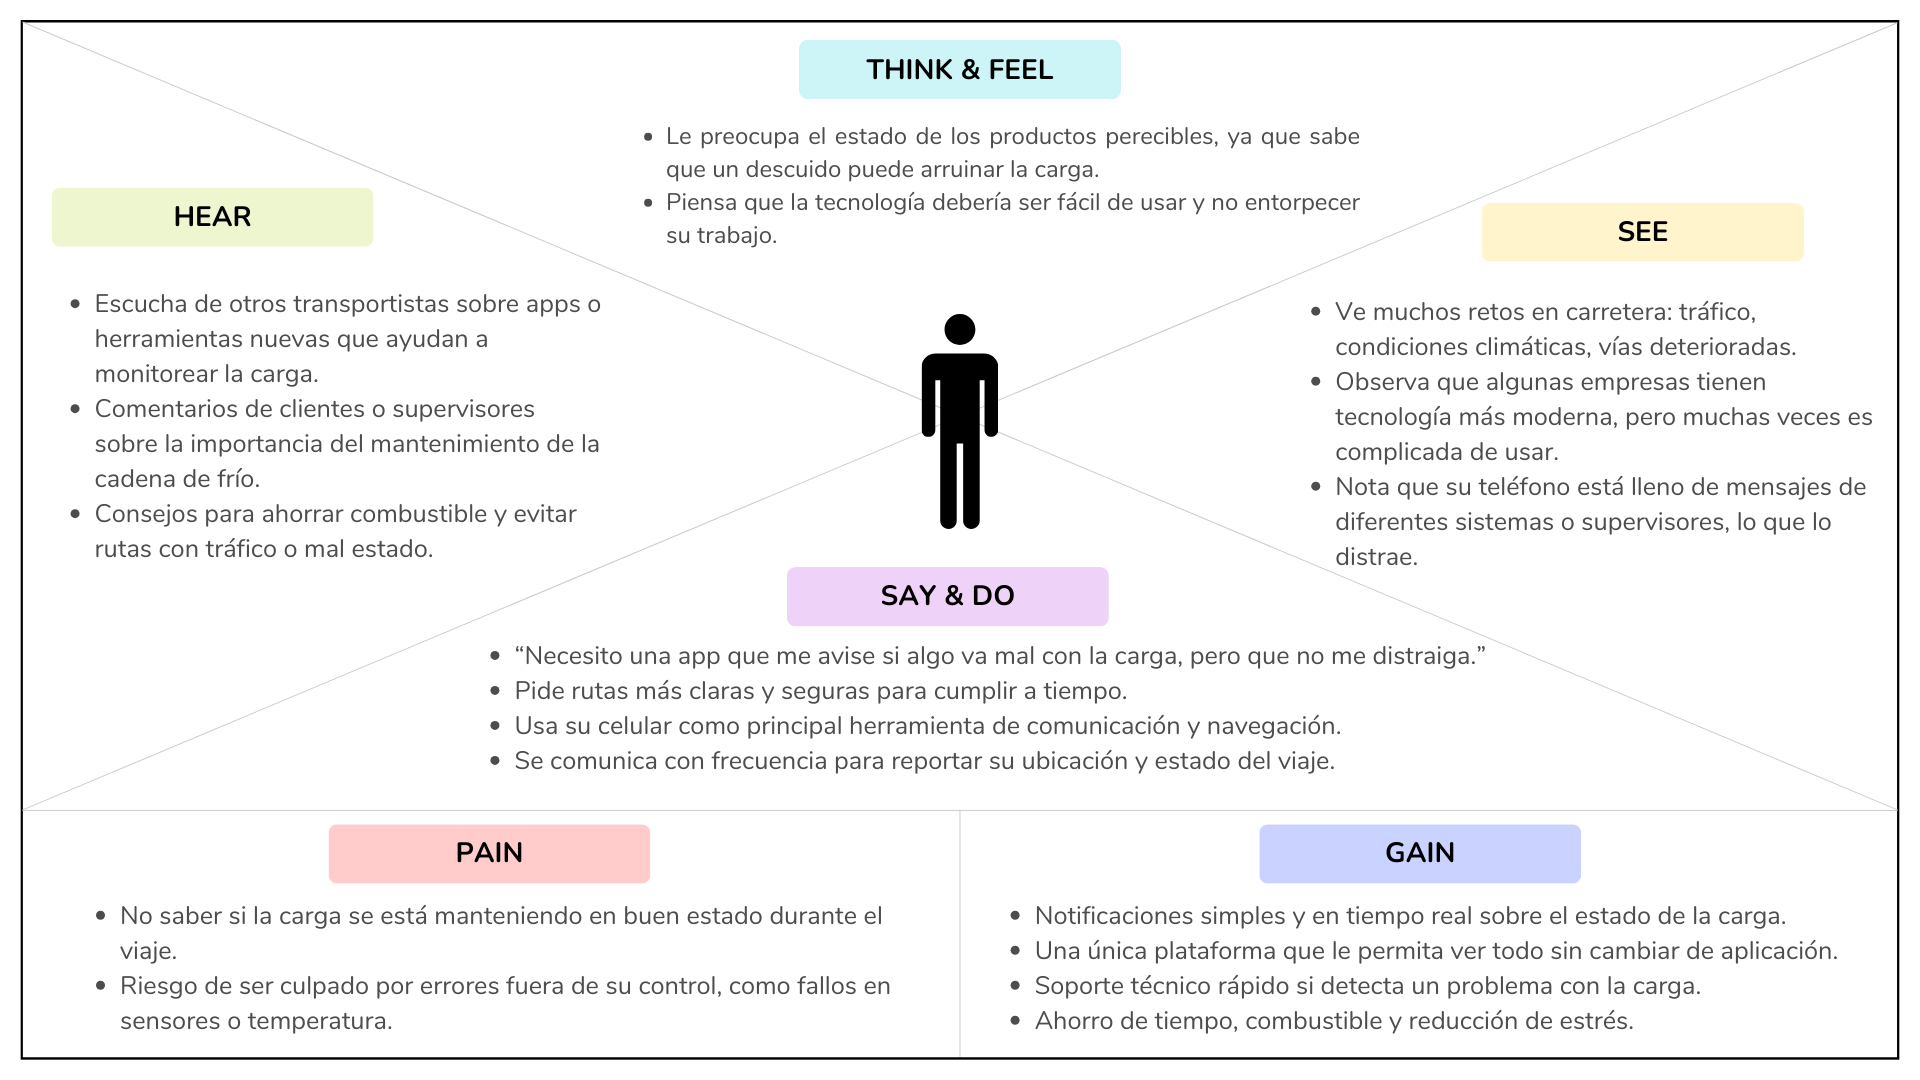 THINK & FEEL
• Le preocupa el estado de los productos perecibles, ya que sabe
que un descuido puede arruinar la carga.
• Piensa que la tecnología debería ser fácil de usar y no entorpecer
su trabajo.
HEAR
• Escucha de otros transportistas sobre apps o
herramientas nuevas que ayudan a
monitorear la carga.
• Comentarios de clientes o supervisores
sobre la importancia del mantenimiento de la
cadena de frío.
• Consejos para ahorrar combustible y evitar
rutas con tráfico o mal estado.
SEE
• Ve muchos retos en carretera: tráfico,
condiciones climáticas, vías deterioradas.
• Observa que algunas empresas tienen
tecnología más moderna, pero muchas veces es
complicada de usar.
• Nota que su teléfono está lleno de mensajes de
diferentes sistemas o supervisores, lo que lo
distrae.
SAY & DO
• “Necesito una app que me avise si algo va mal con la carga, pero que no me distraiga.”
• Pide rutas más claras y seguras para cumplir a tiempo.
• Usa su celular como principal herramienta de comunicación y navegación.
• Se comunica con frecuencia para reportar su ubicación y estado del viaje.
PAIN
• No saber si la carga se está manteniendo en buen estado durante el
viaje.
• Riesgo de ser culpado por errores fuera de su control, como fallos en
sensores o temperatura.
GAIN
• Notificaciones simples y en tiempo real sobre el estado de la carga.
• Una única plataforma que le permita ver todo sin cambiar de aplicación.
• Soporte técnico rápido si detecta un problema con la carga.
• Ahorro de tiempo, combustible y reducción de estrés.